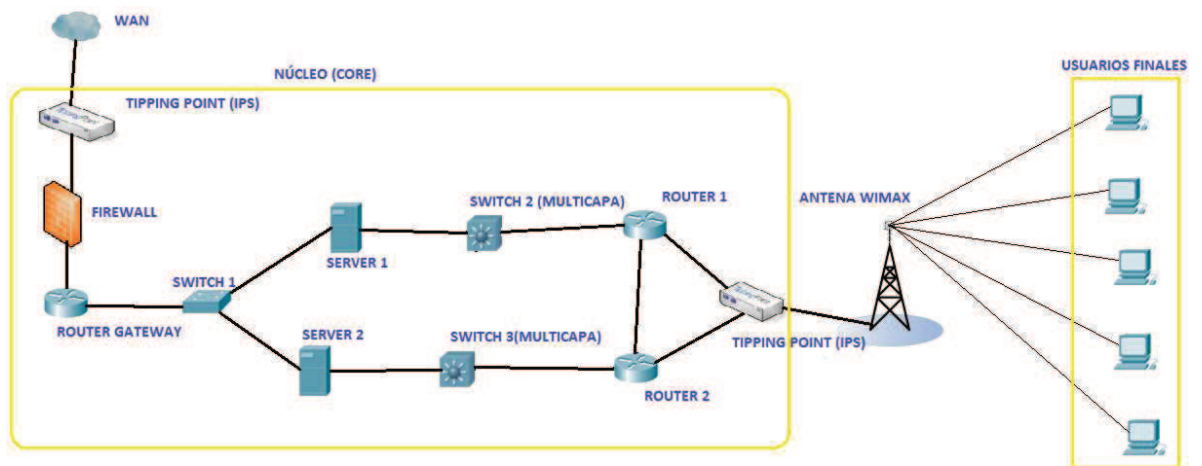 WAN
NÚCLEO (CORE)
USUARIOS FINALES
TIPPING POINT (IPS)
FIREWALL
SWITCH 2 (MULTICAPA)
ROUTER 1
ANTENA WIMAX
SERVER 1
SWITCH 1
ROUTER GATEWAY
SERVER 2
SWITCH 3(MULTICAPA)
TIPPING POINT (IPS)
ROUTER 2